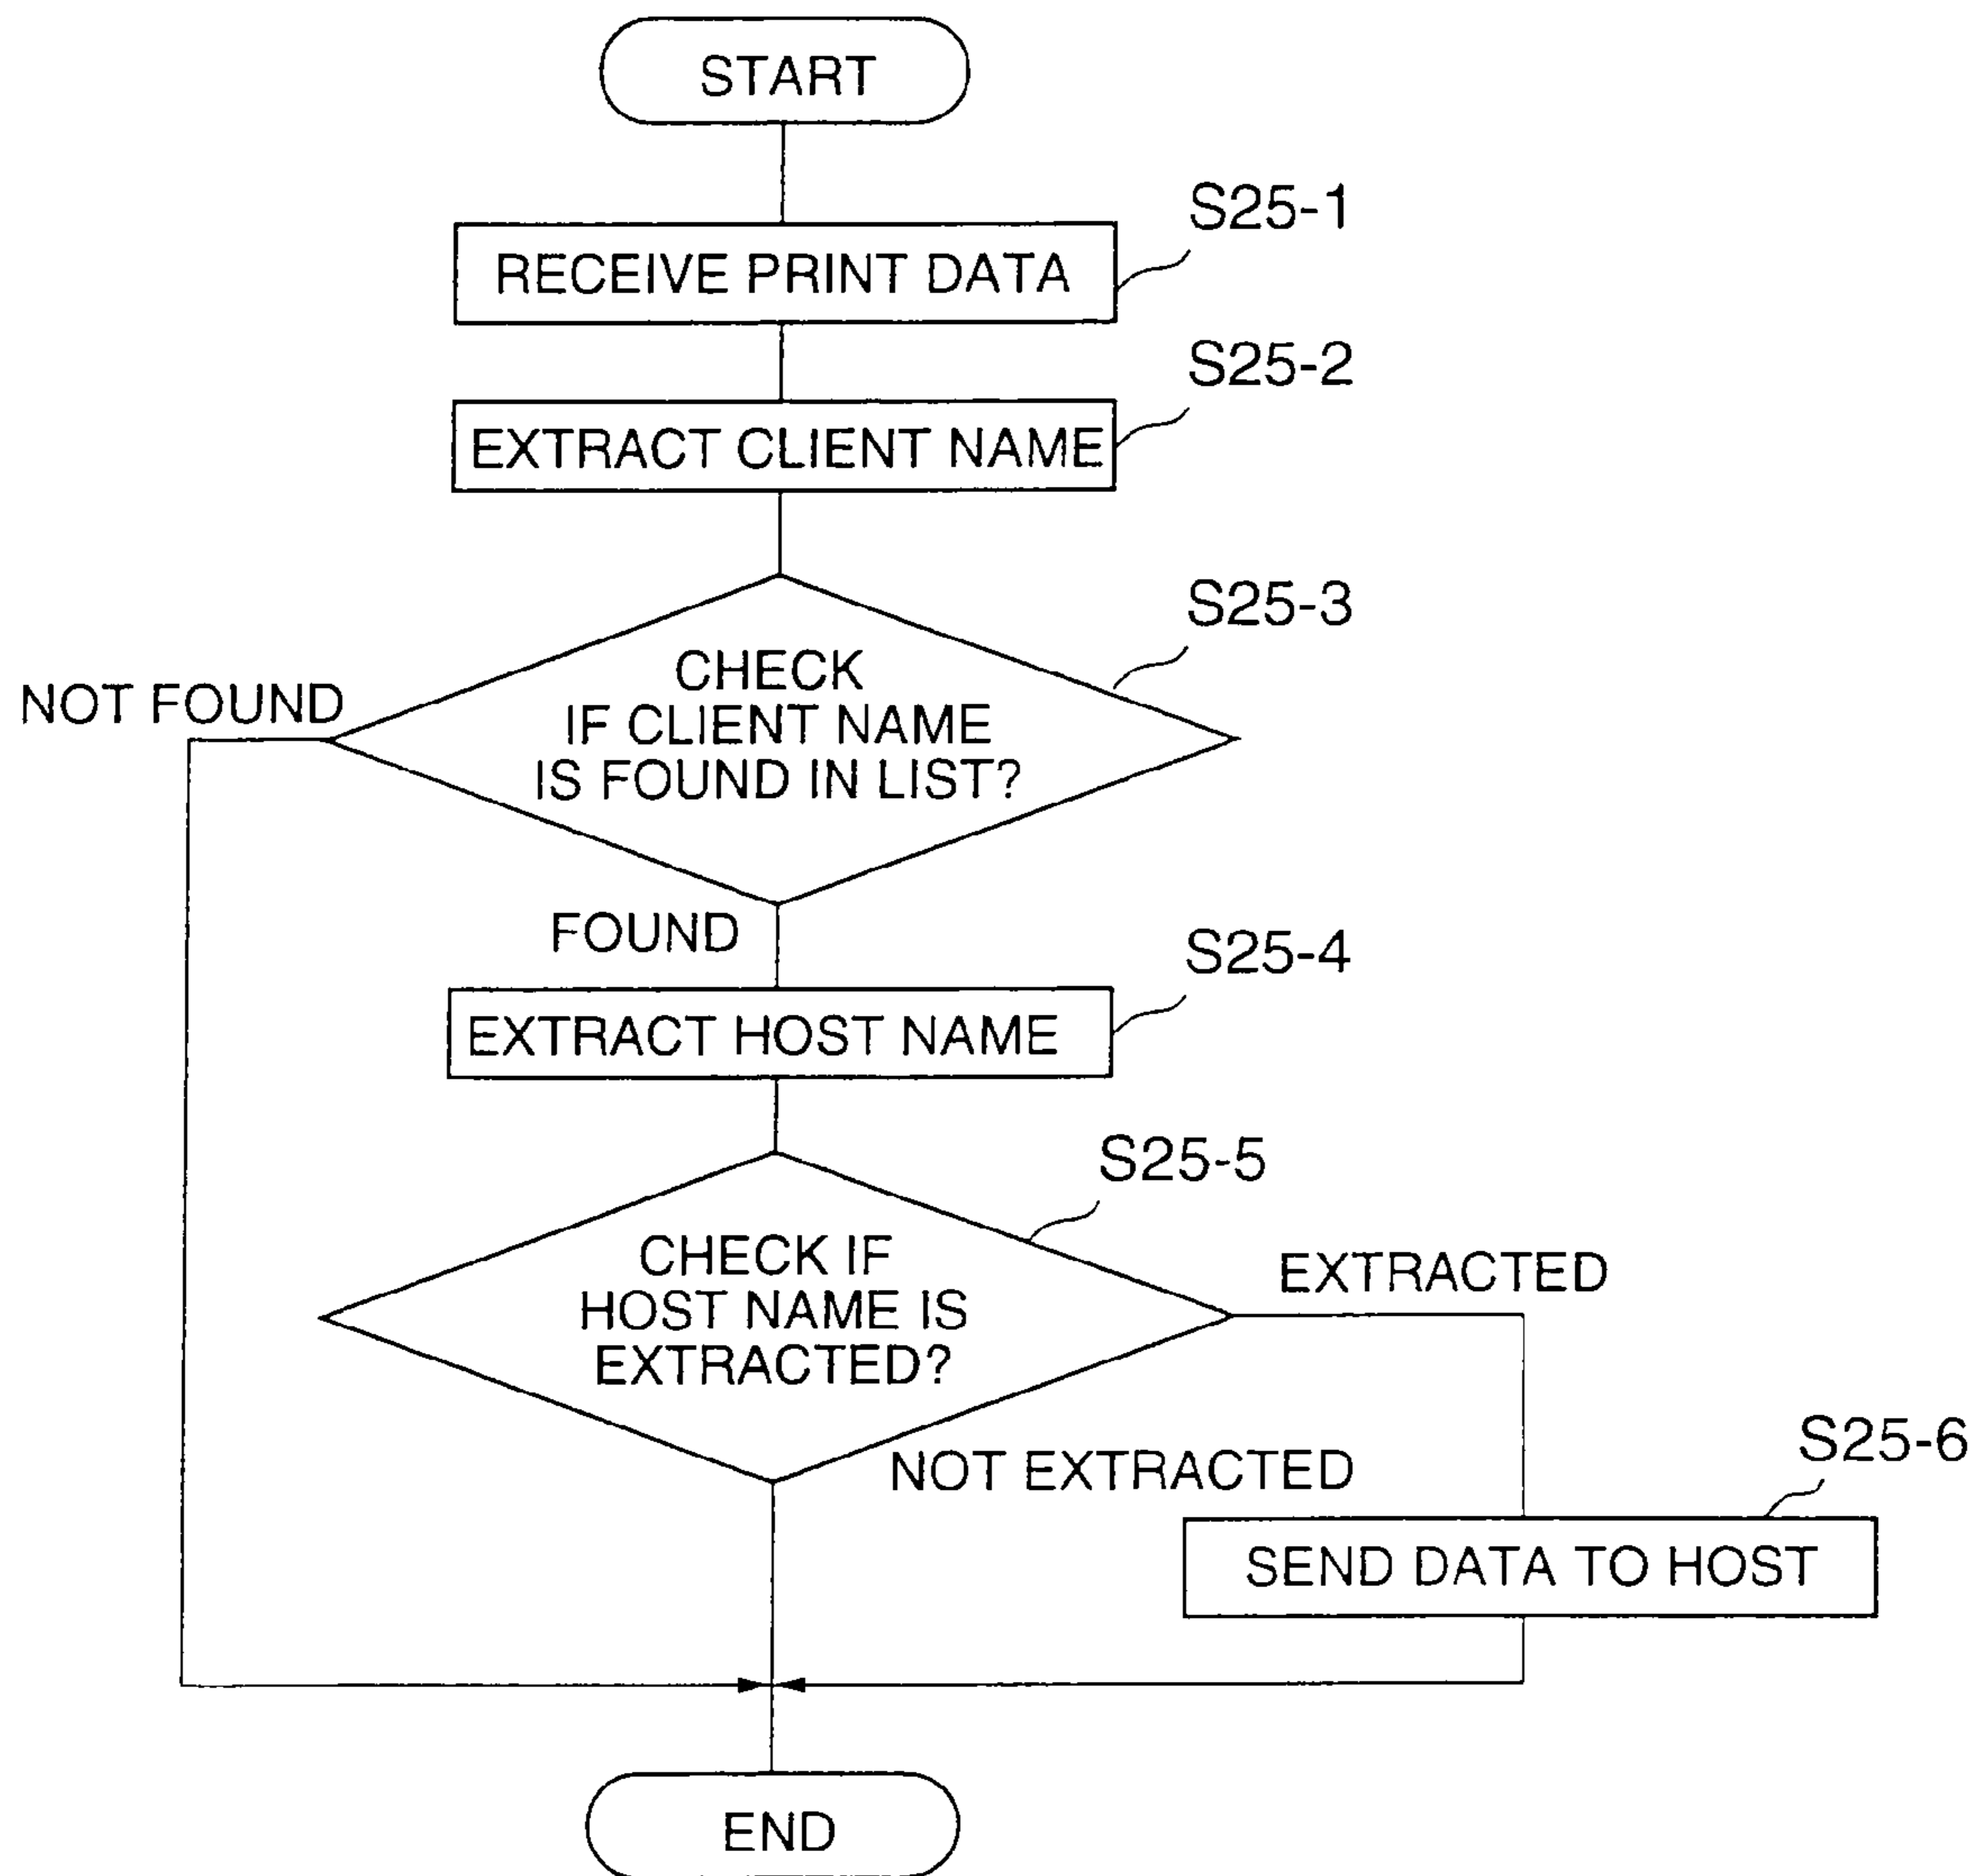 START
S25-1
RECEIVE PRINT DATA
S25-2
EXTRACT CLIENT NAME
S25-3
CHECK
IF CLIENT NAME
IS FOUND IN LIST?
NOT FOUND
FOUND
S25-4
EXTRACT HOST NAME
S25-5
CHECK IF
HOST NAME IS
EXTRACTED?
EXTRACTED
NOT EXTRACTED
S25-6
SEND DATA TO HOST
END